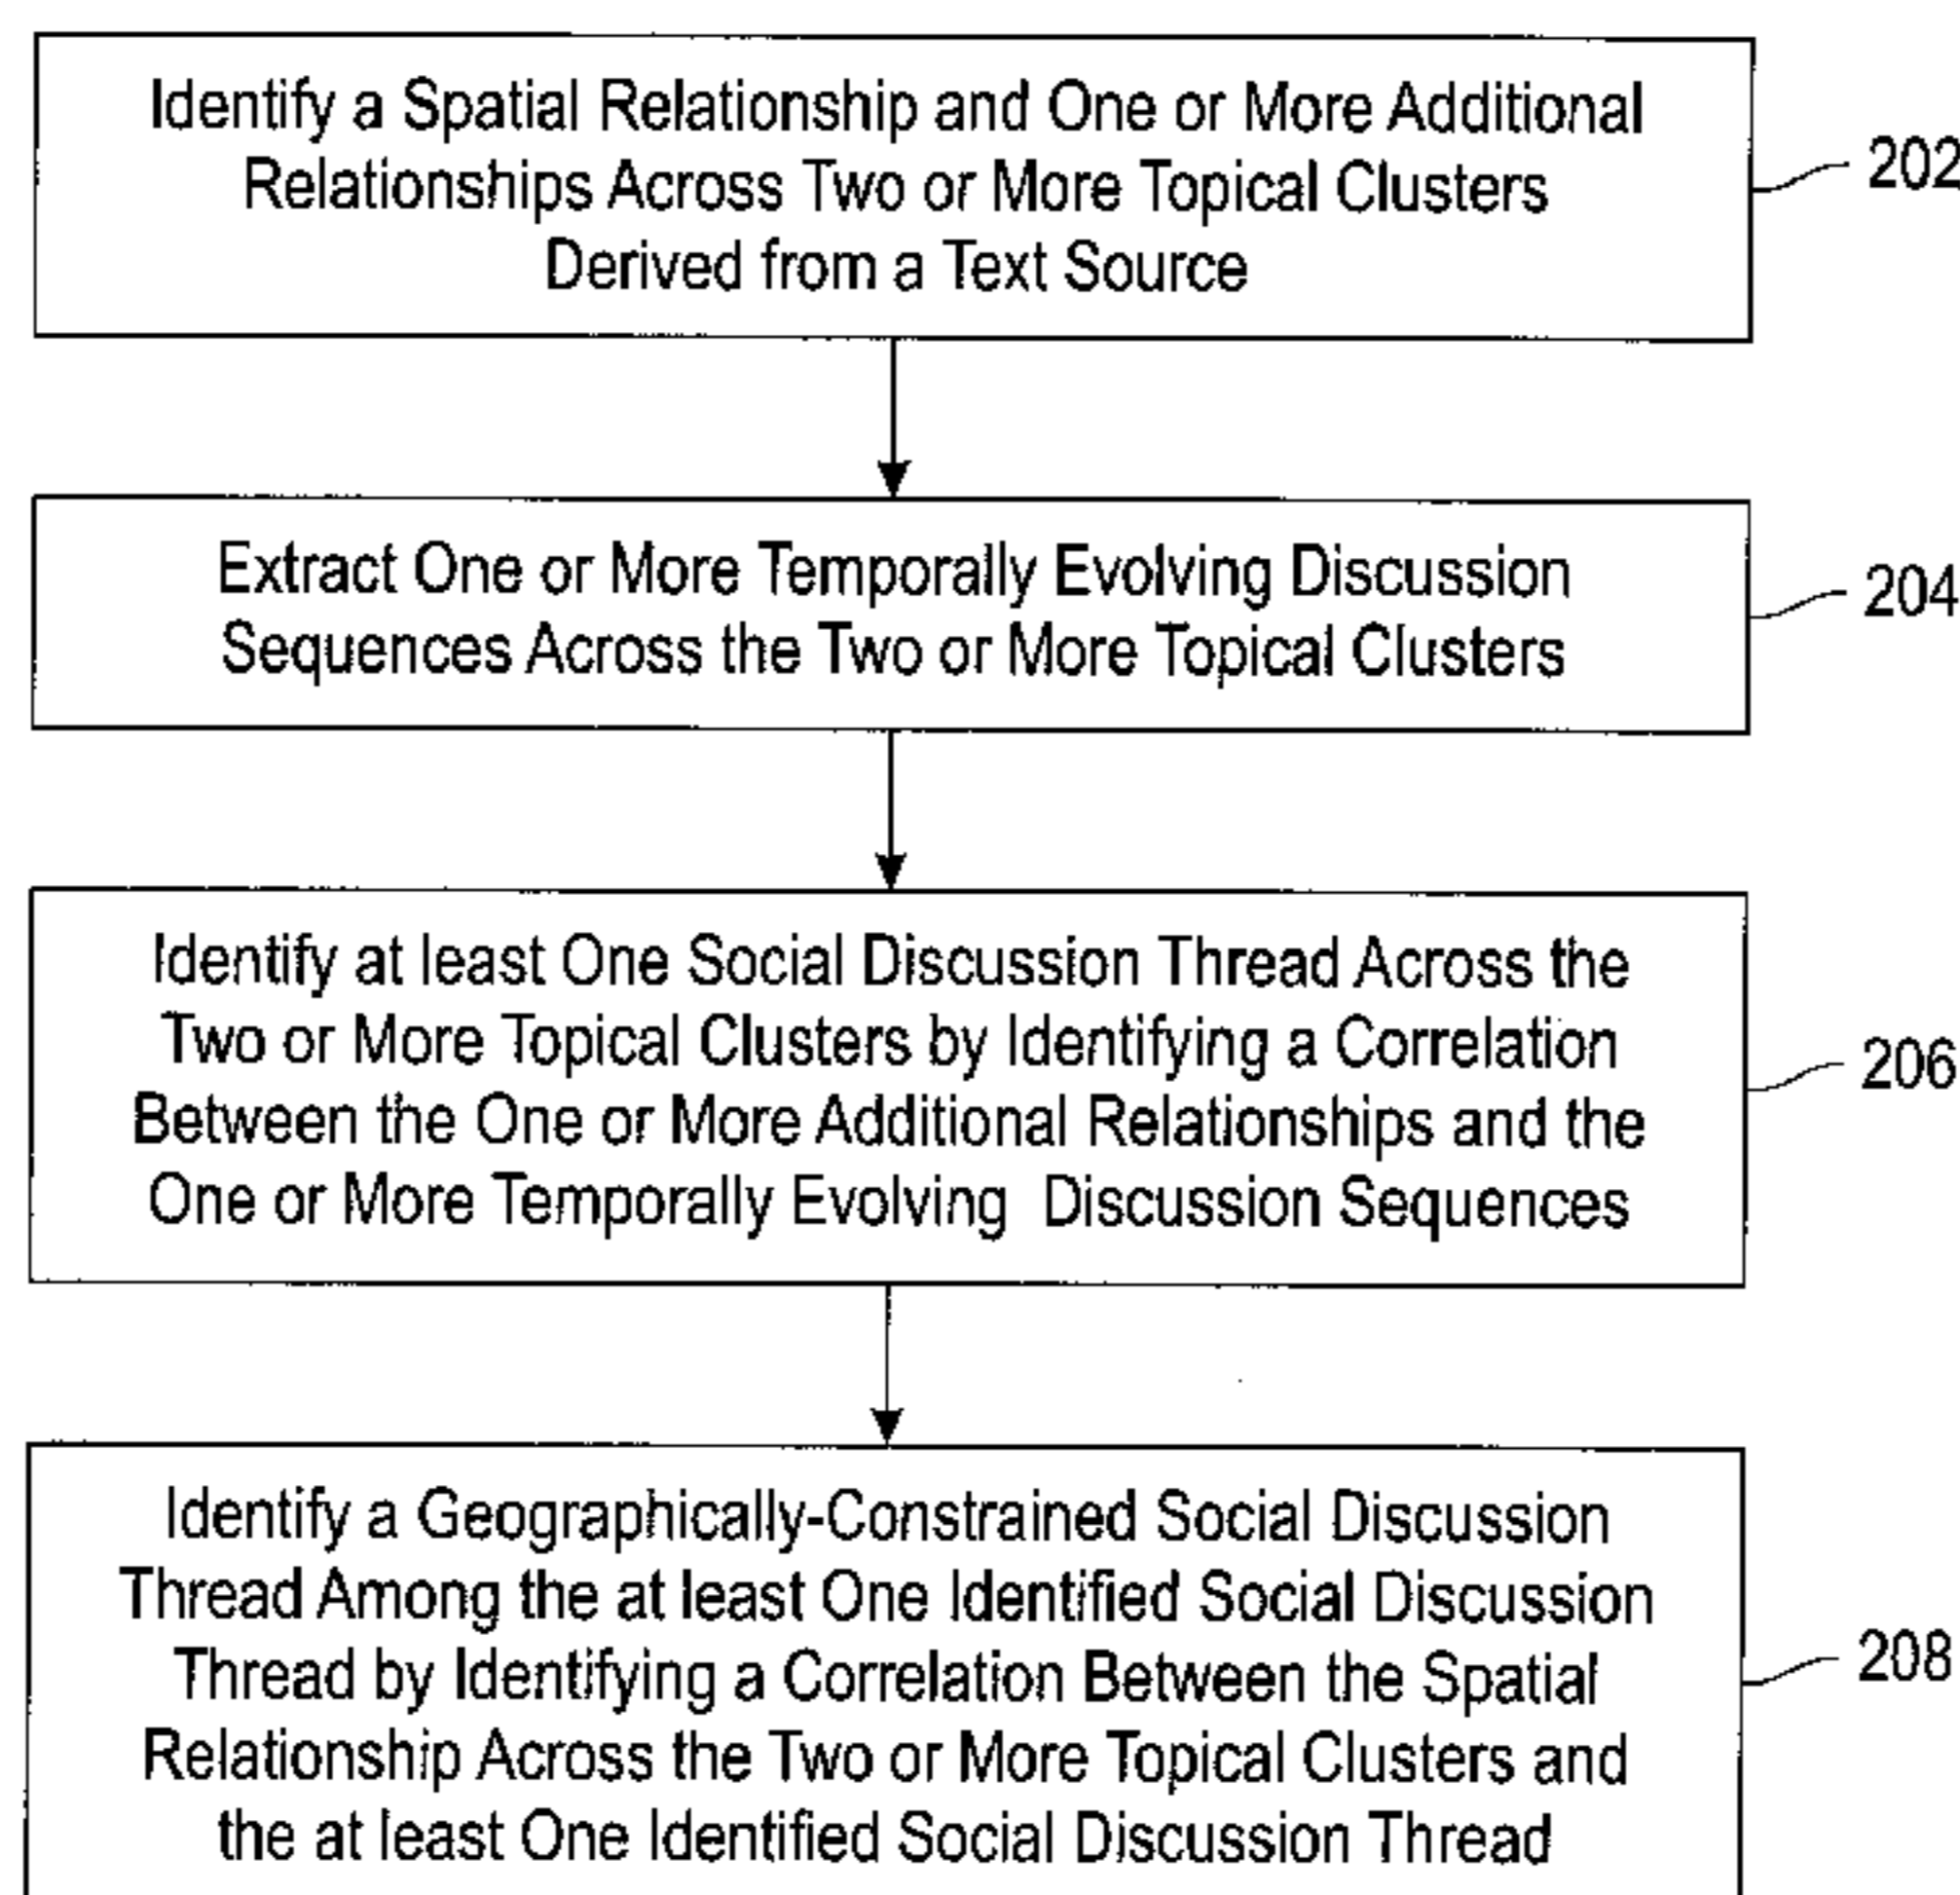 Identify a Spatial Relationship and One or More Additional
Relationships Across Two or More Topical Clusters
Derived from a Text Source
202
Extract One or More Temporally Evolving Discussion
Sequences Across the Two or More Topical Clusters
204
Identify at least One Social Discussion Thread Across the
Two or More Topical Clusters by Identifying a Correlation
Between the One or More Additional Relationships and the
One or More Temporally Evolving Discussion Sequences
206
Identify a Geographically-Constrained Social Discussion
Thread Among the at least One Identified Social Discussion
Thread by Identifying a Correlation Between the Spatial
Relationship Across the Two or More Topical Clusters and
the at least One Identified Social Discussion Thread
208